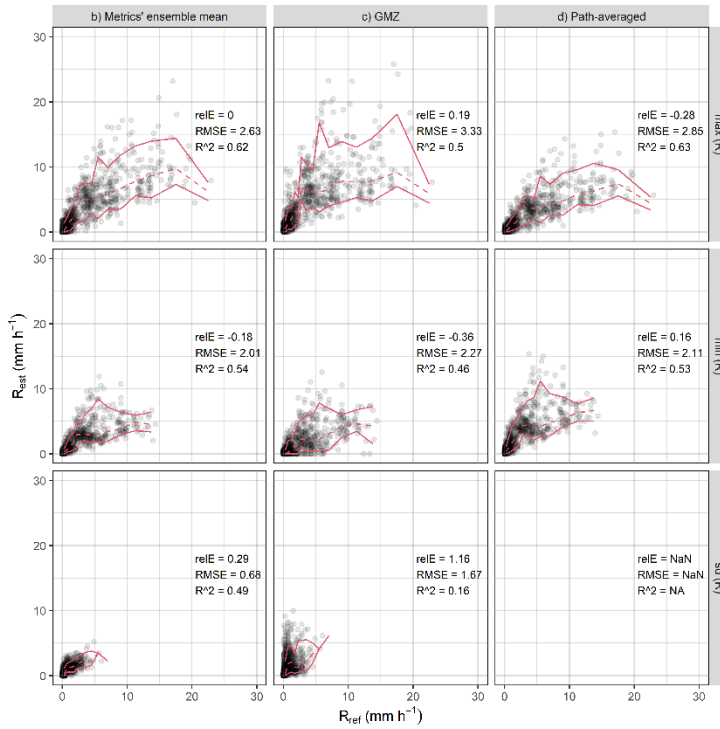 b) Metrics' ensemble mean
c) GMZ
d) Path-averaged
30
20
10
0
relE = 0
RMSE = 2.63
R^2 = 0.62
relE = 0.19
RMSE = 3.33
R^2 = 0.5
relE = -0.28
RMSE = 2.85
R^2 = 0.63
max (R)
30
20
10
0
relE = -0.18
RMSE = 2.01
R^2 = 0.54
relE = -0.36
RMSE = 2.27
R^2 = 0.46
relE = 0.16
RMSE = 2.11
R^2 = 0.53
min (R)
R_est (mm h⁻¹)
30
20
10
0
relE = 0.29
RMSE = 0.68
R^2 = 0.49
relE = 1.16
RMSE = 1.67
R^2 = 0.16
relE = NaN
RMSE = NaN
R^2 = NA
sd (R)
0 10 20 30 0 10 20 30 0 10 20 30
R_ref (mm h⁻¹)